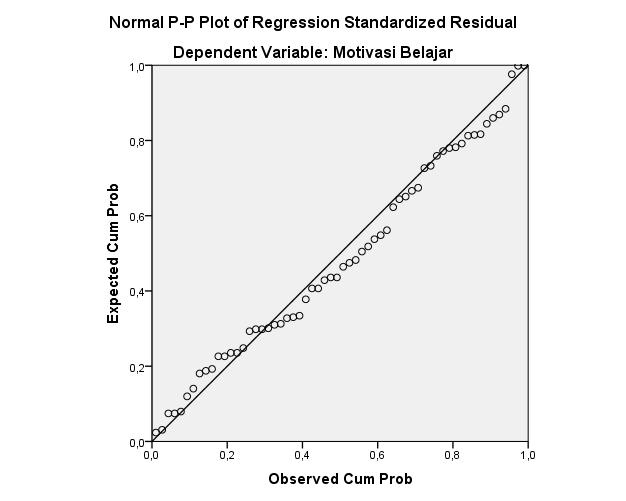 Normal P-P Plot of Regression Standardized Residual
Dependent Variable: Motivasi Belajar
1,0
0,8
0,6
0,4
0,2
0,0
Expected Cum Prob
0,0 0,2 0,4 0,6 0,8 1,0
Observed Cum Prob